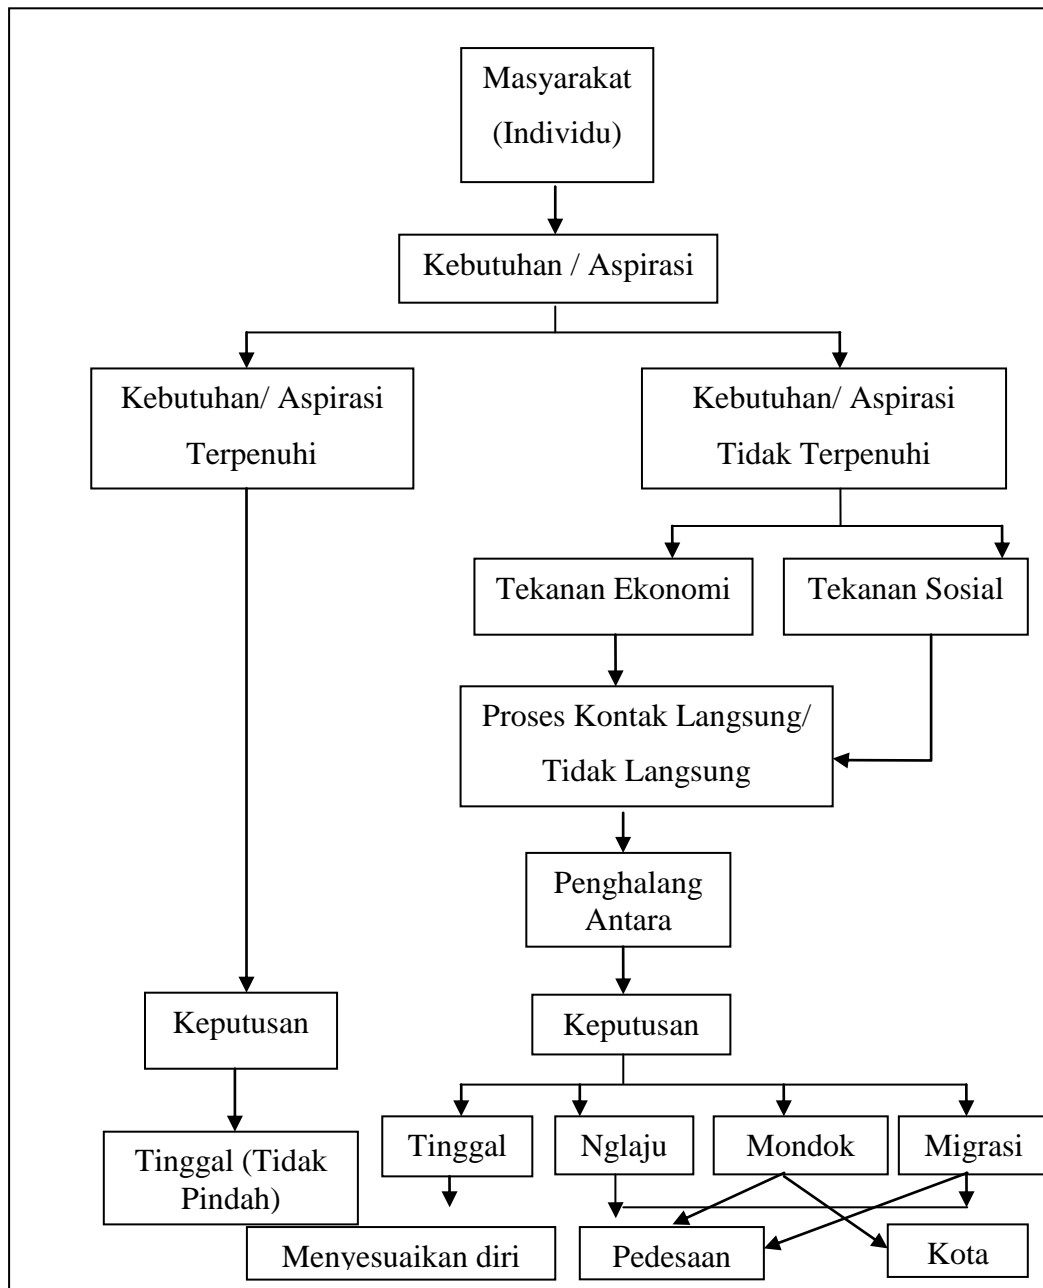 Masyarakat
(Individu)
Kebutuhan / Aspirasi
Kebutuhan/ Aspirasi
Terpenuhi
Kebutuhan/ Aspirasi
Tidak Terpenuhi
Tekanan Ekonomi
Tekanan Sosial
Proses Kontak Langsung/
Tidak Langsung
Penghalang
Antara
Keputusan
Keputusan
Tinggal (Tidak
Pindah)
Tinggal
Nglaju
Mondok
Migrasi
Menyesuaikan diri
Pedesaan
Kota